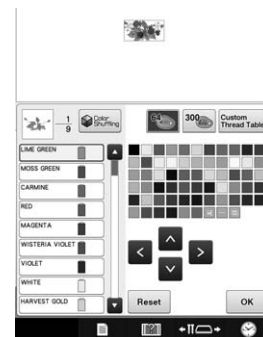 1
9
Color
Shuffling
64
300
Custom
Thread Table
LIME GREEN
MOSS GREEN
CARMINE
RED
MAGENTA
WISTERIA VIOLET
VIOLET
WHITE
HARVEST GOLD
Reset
OK